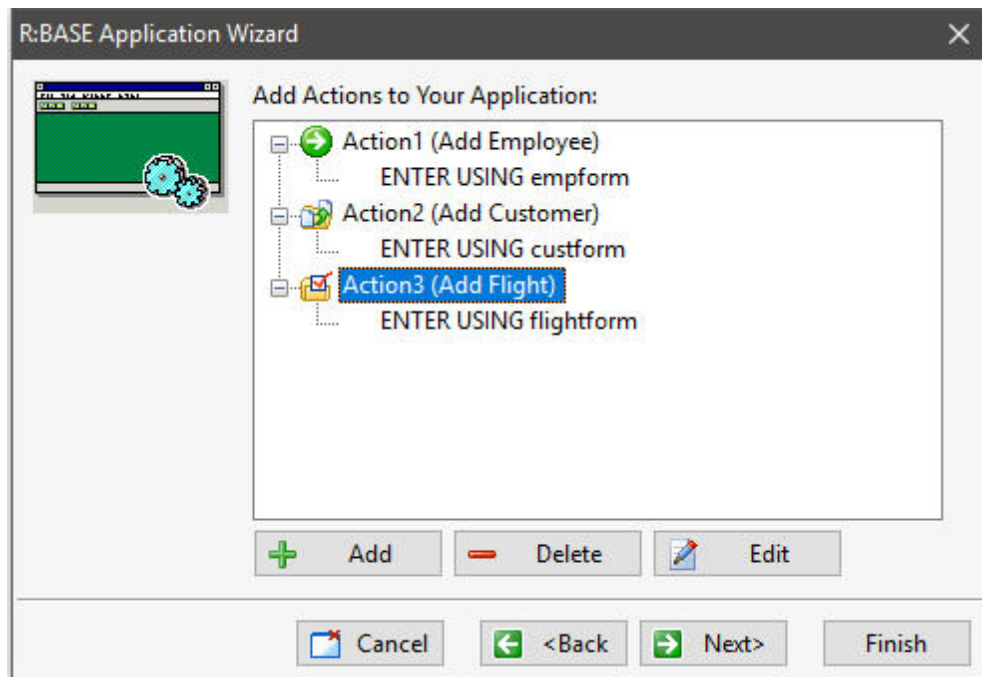 R:BASE Application Wizard
Add Actions to Your Application:
Action1 (Add Employee)
ENTER USING empform
Action2 (Add Customer)
ENTER USING custform
Action3 (Add Flight)
ENTER USING flightform
Add Delete Edit
Cancel <Back Next> Finish